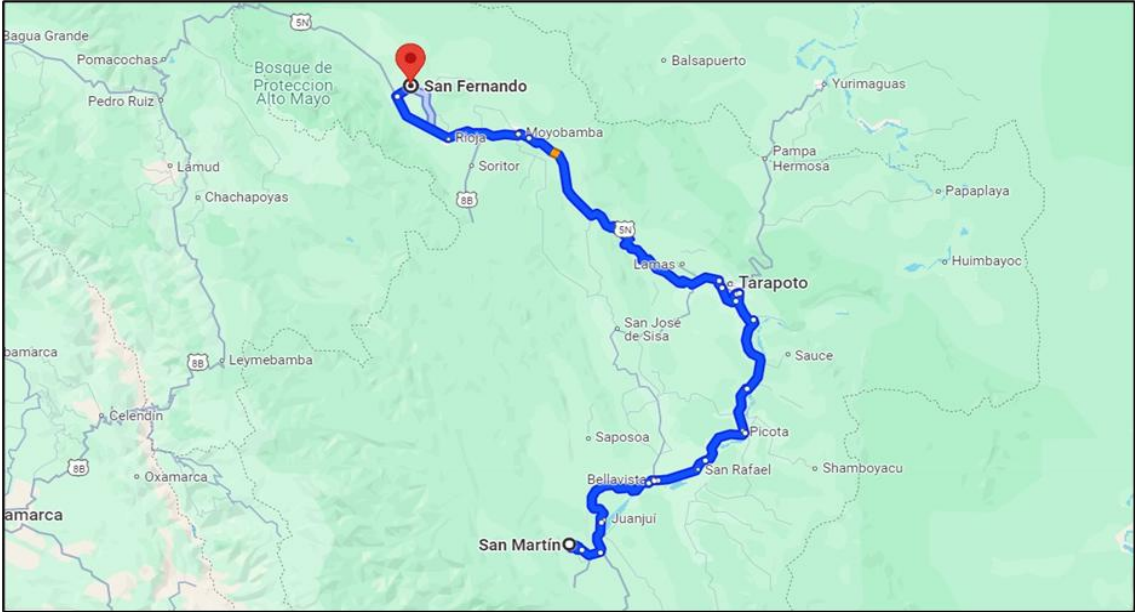 5N
Bagua Grande
Pomacochas
Bosque de
Proteccion
Alto Mayo
Balsapuerto
Yurimaguas
Pedro Ruiz
San Fernando
Rioja
Moyobamba
Soritor
Pampa
Hermosa
Lamud
Chachapoyas
8B
Papaplaya
5N
Lamas
Huimbayoc
Tarapoto
San José
de Sisa
bamarca
8B
Leymebamba
Sauce
Celendín
Picota
Saposoa
8B
Oxamarca
Bellavista
San Rafael
Shamboyacu
amarca
Juanjuí
San Martín